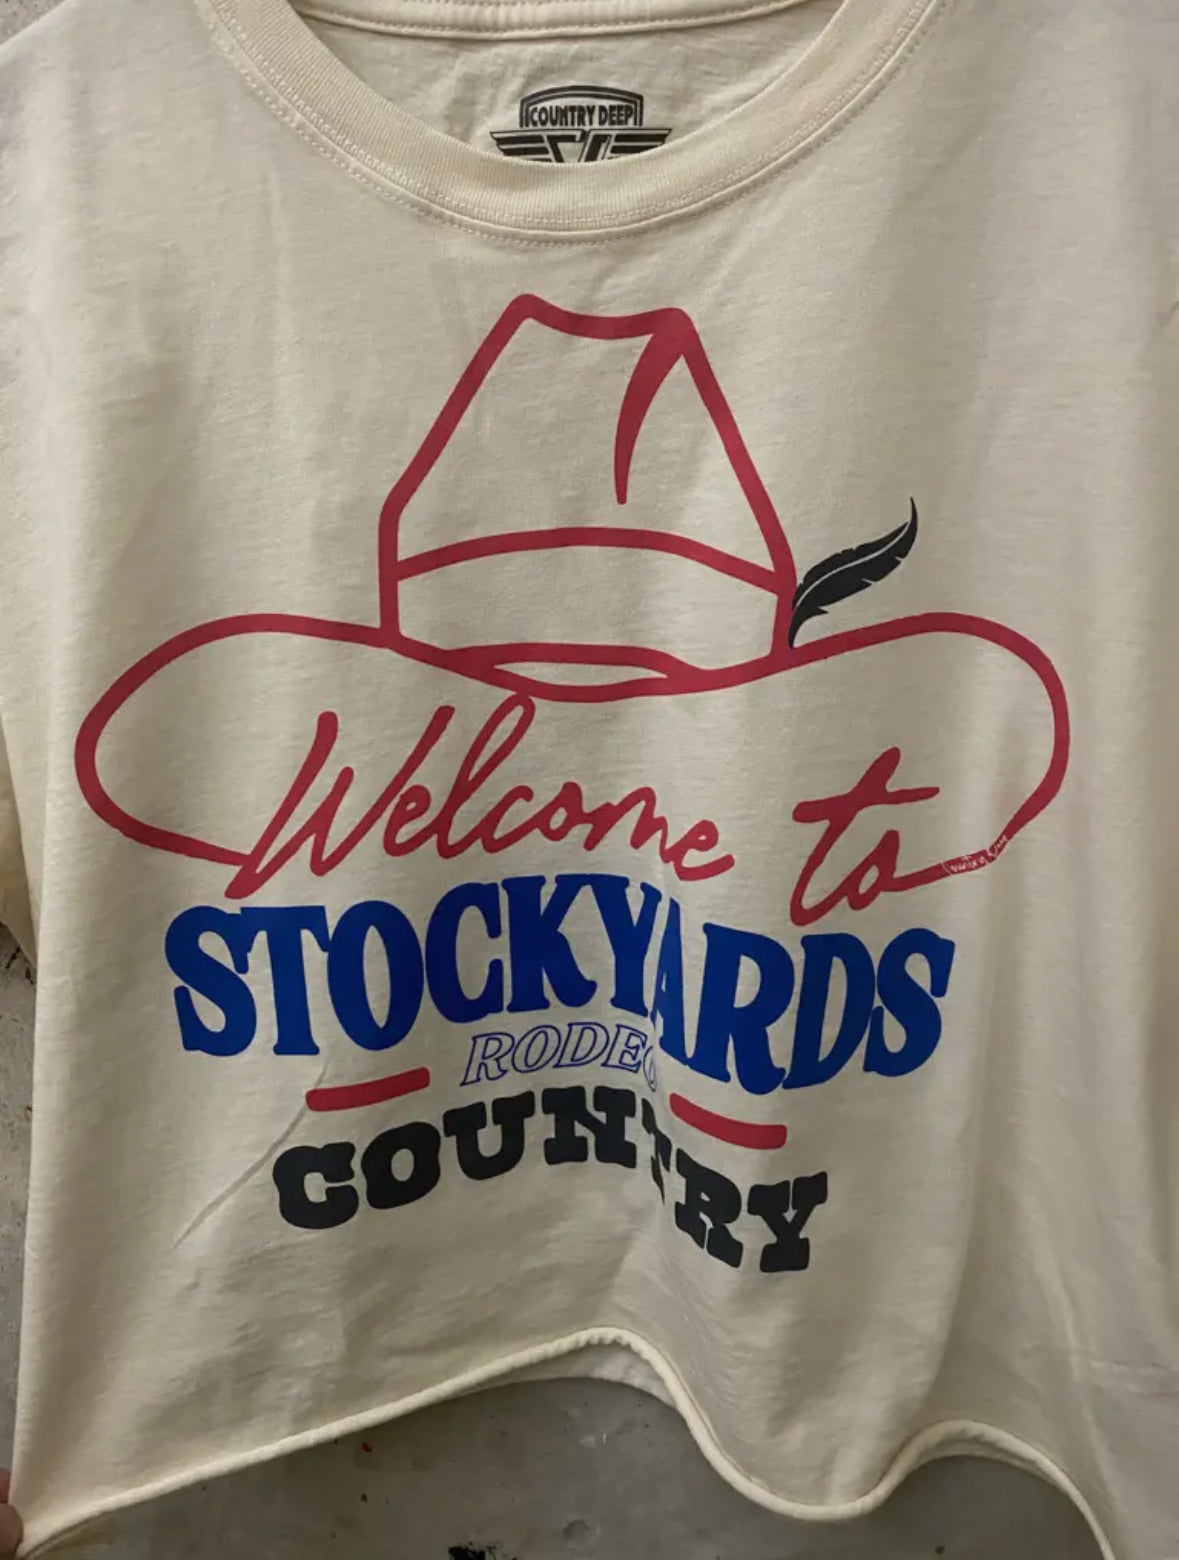 COUNTRY DEEP
Welcome to
STOCKYARDS
RODEO
COUNTRY